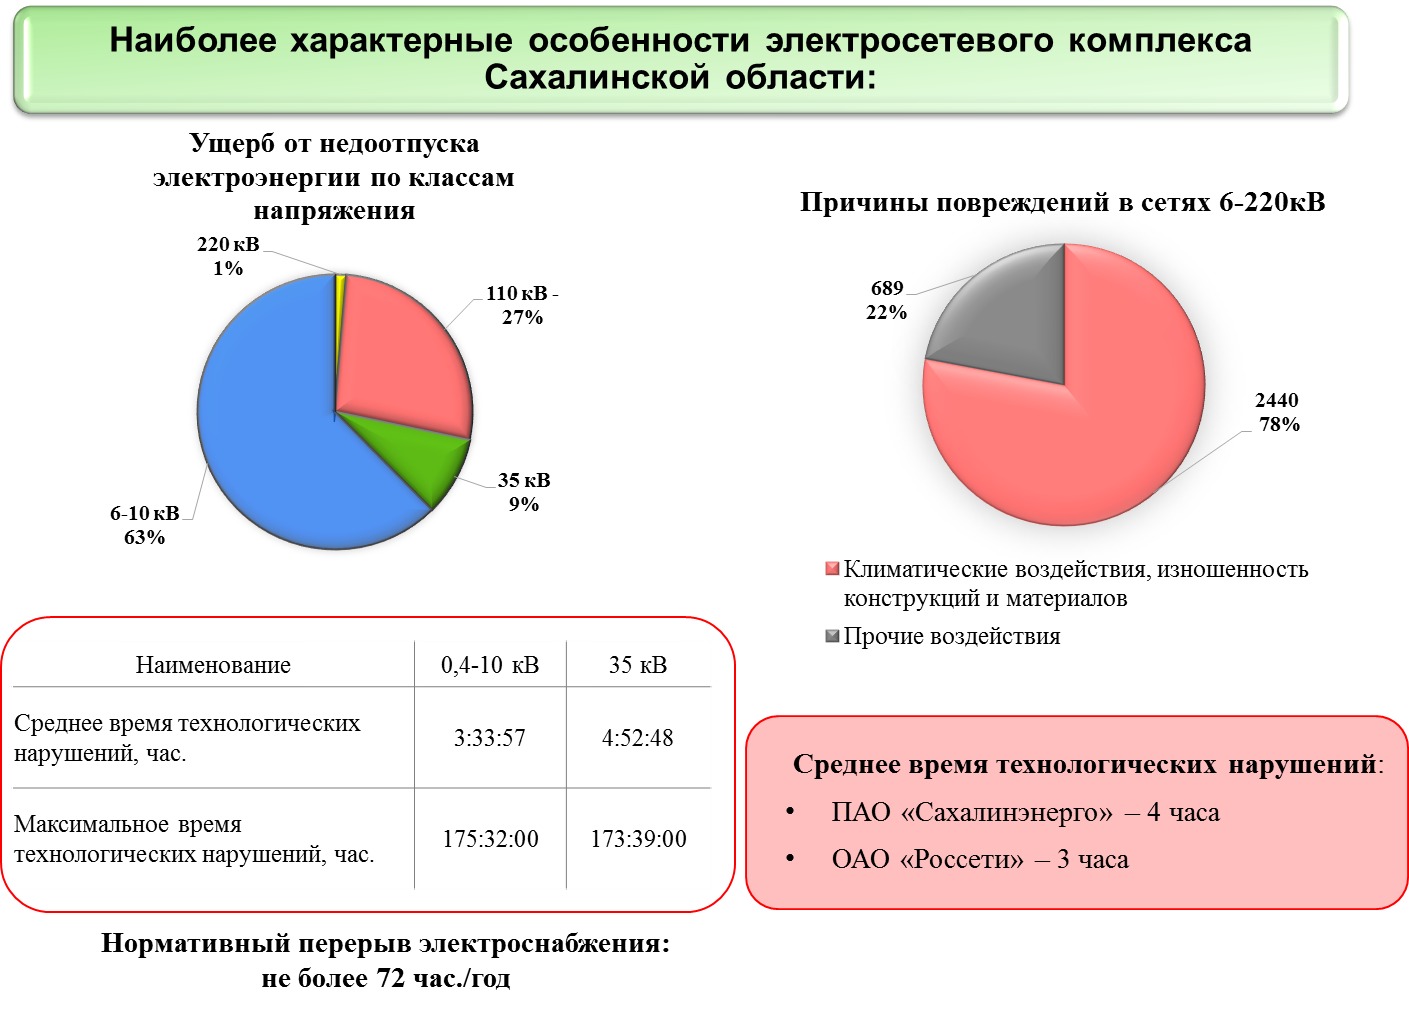 Наиболее характерные особенности электросетевого комплекса
Сахалинской области:
Ущерб от недоотпуска
электроэнергии по классам
напряжения
220 кВ
1%
110 кВ -
27%
35 кВ
9%
6-10 кВ
63%
Причины повреждений в сетях 6-220кВ
689
22%
2440
78%
Климатические воздействия, изношенность
конструкций и материалов
Прочие воздействия
Наименование
0,4-10 кВ
35 кВ
Среднее время технологических
нарушений, час.
3:33:57
4:52:48
Максимальное время
технологических нарушений, час.
175:32:00
173:39:00
Нормативный перерыв электроснабжения:
не более 72 час./год
Среднее время технологических нарушений:
• ПАО «Сахалинэнерго» – 4 часа
• ОАО «Россети» – 3 часа